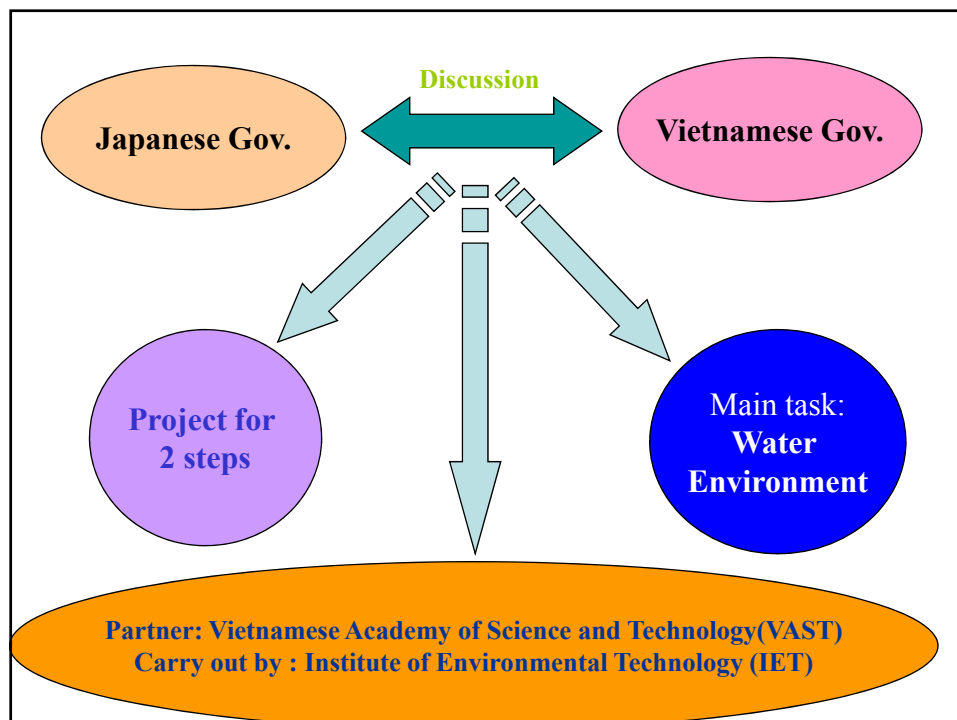 Discussion
Japanese Gov.
Vietnamese Gov.
Project for
2 steps
Main task:
Water
Environment
Partner: Vietnamese Academy of Science and Technology(VAST)
Carry out by : Institute of Environmental Technology (IET)